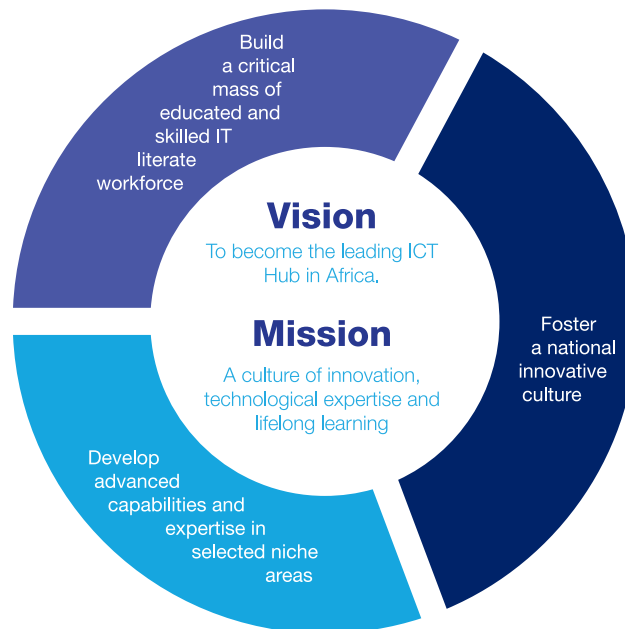 Build
a critical
mass of
educated and
skilled IT
literate
workforce
Vision
To become the leading ICT
Hub in Africa.
Mission
A culture of innovation,
technological expertise and
lifelong learning
Foster
a national
innovative
culture
Develop
advanced
capabilities and
expertise in
selected niche
areas